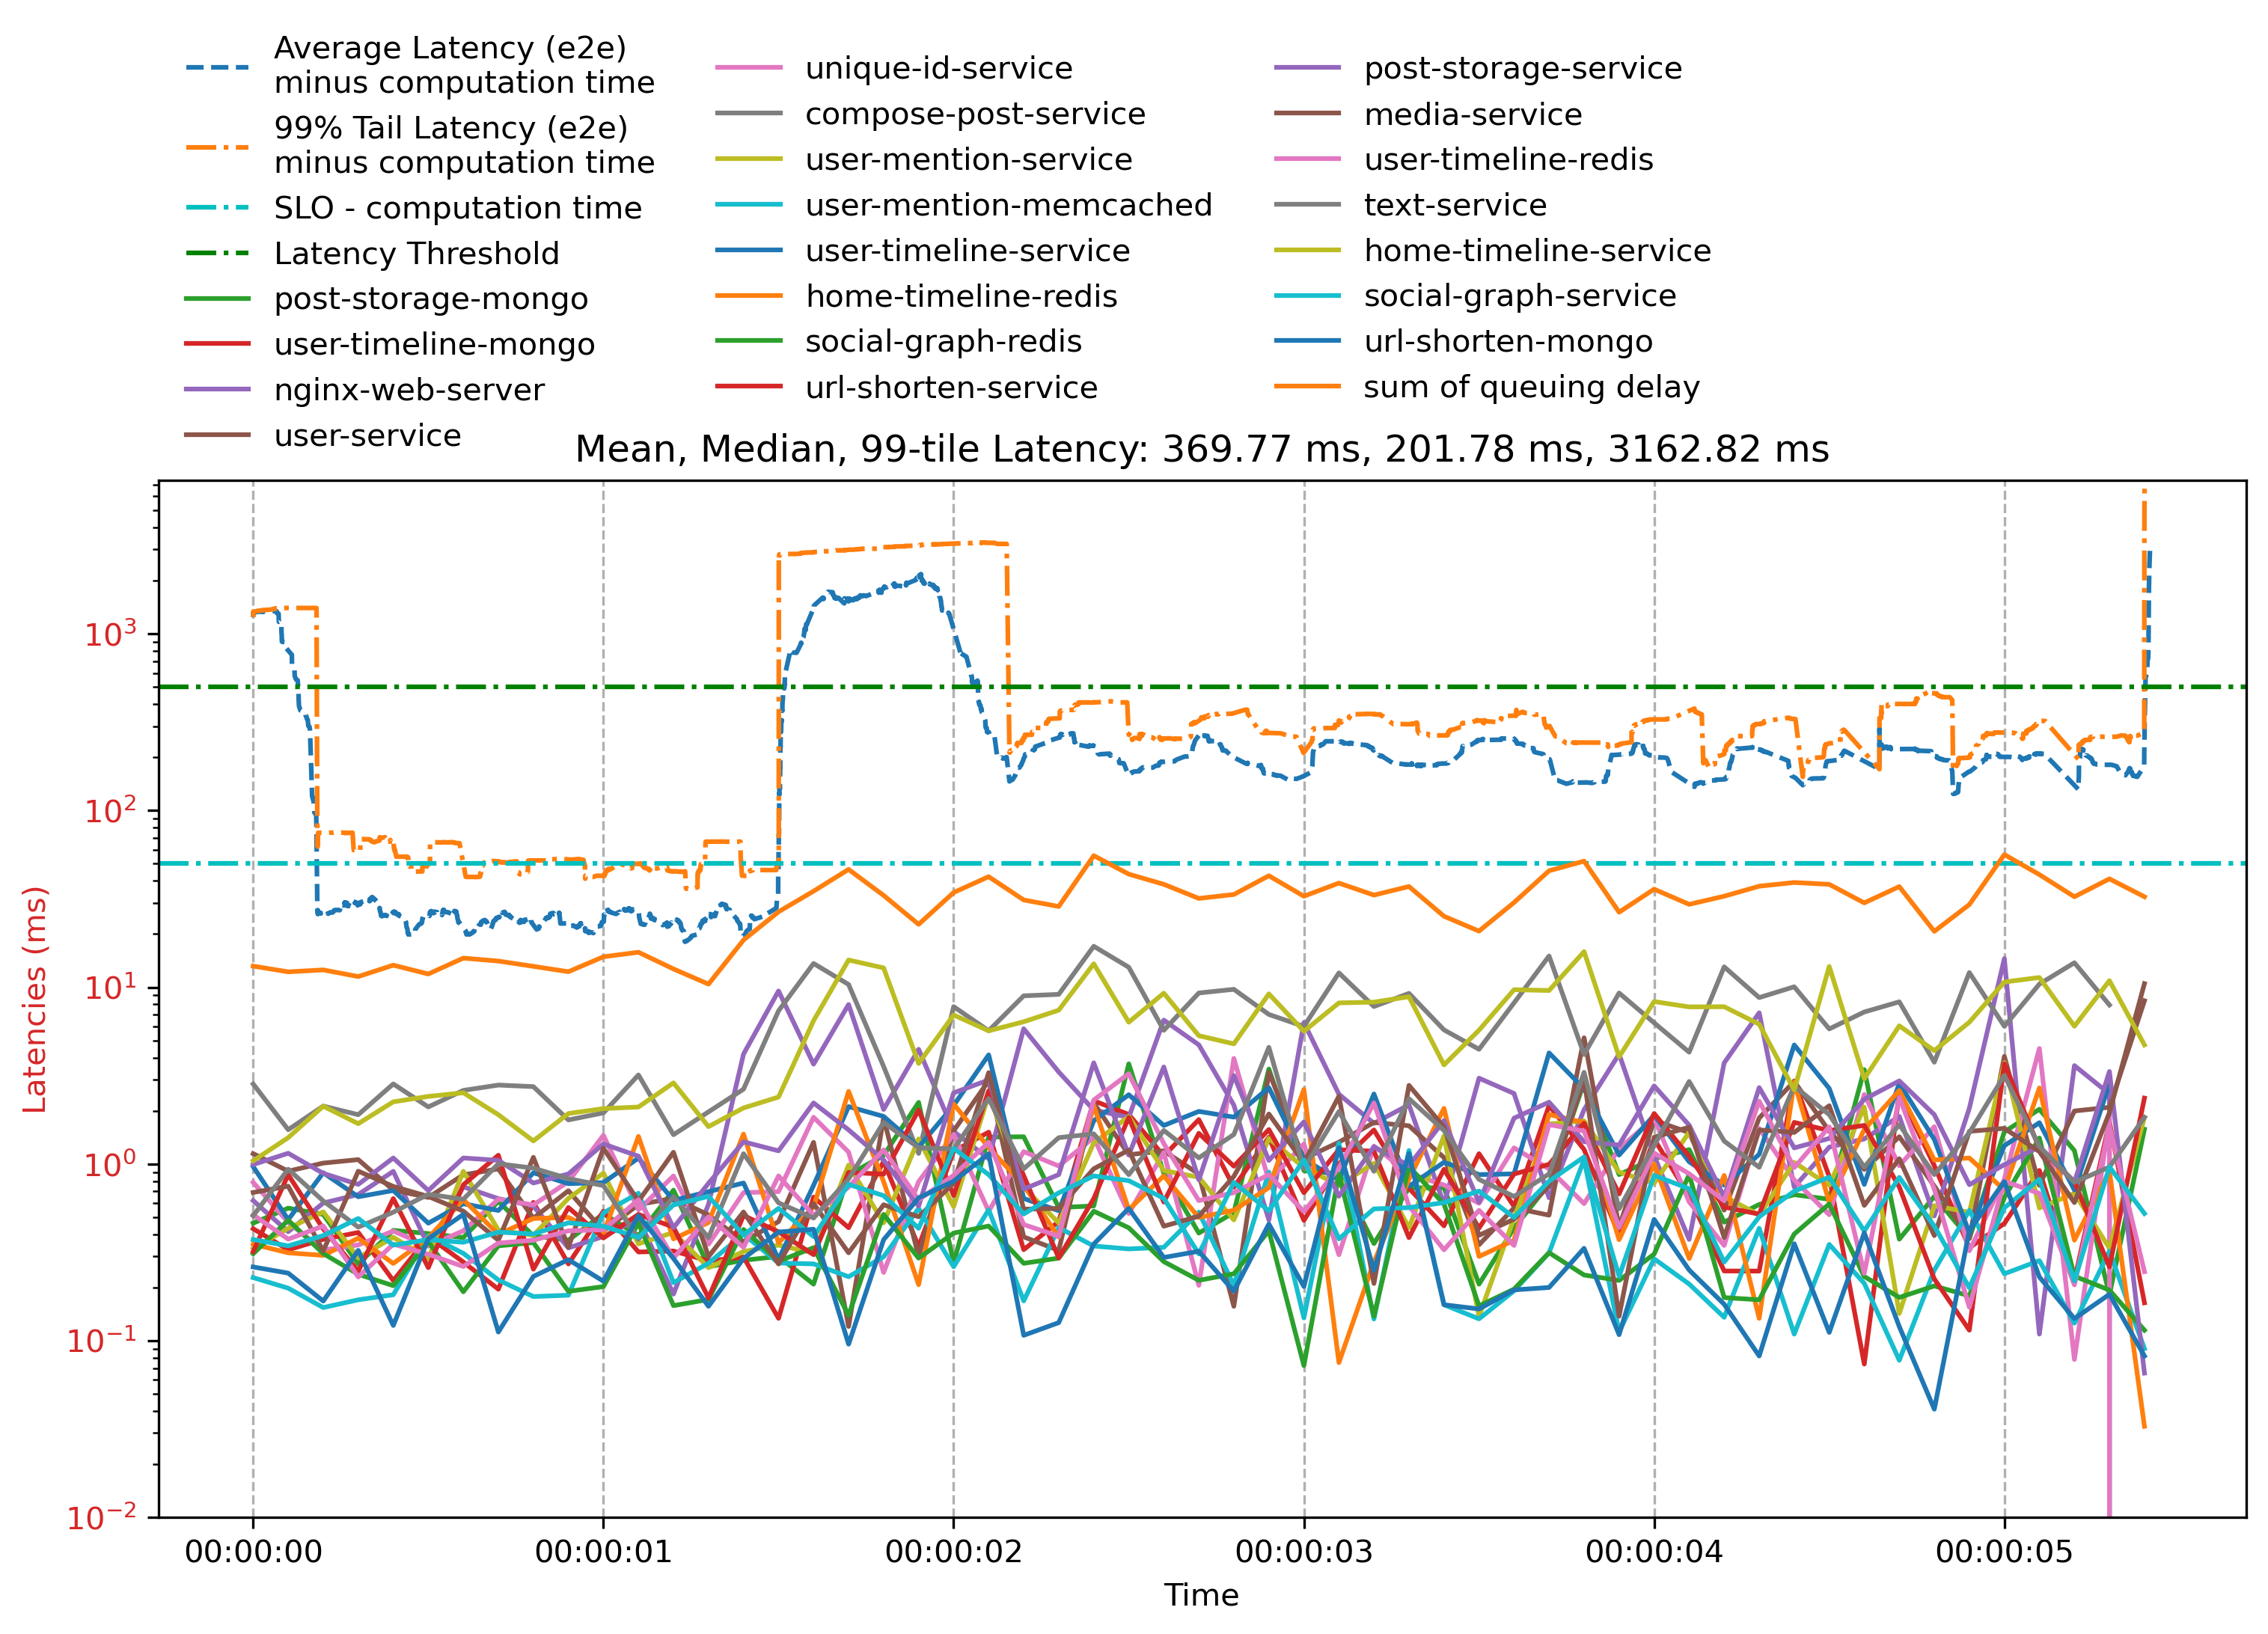 Average Latency (e2e)
minus computation time
99% Tail Latency (e2e)
minus computation time
SLO - computation time
Latency Threshold
post-storage-mongo
user-timeline-mongo
nginx-web-server
user-service
unique-id-service
compose-post-service
user-mention-service
user-mention-memcached
user-timeline-service
home-timeline-redis
social-graph-redis
url-shorten-service
post-storage-service
media-service
user-timeline-redis
text-service
home-timeline-service
social-graph-service
url-shorten-mongo
sum of queuing delay
Mean, Median, 99-tile Latency: 369.77 ms, 201.78 ms, 3162.82 ms
Latencies (ms)
10³
10²
10¹
10⁰
10⁻¹
10⁻²
00:00:00 00:00:01 00:00:02 00:00:03 00:00:04 00:00:05
Time